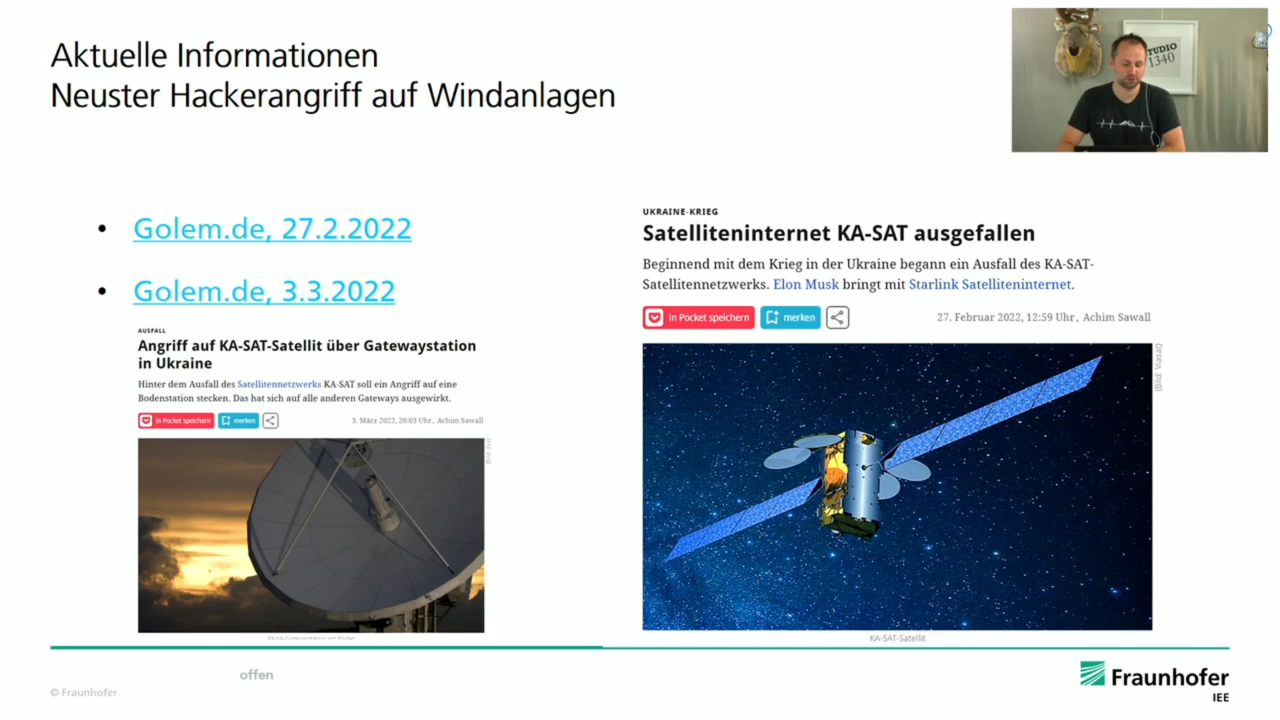 Aktuelle Informationen
Neuster Hackerangriff auf Windanlagen
STUDIO
1340
• Golem.de, 27.2.2022
• Golem.de, 3.3.2022
AUSFALL
Angriff auf KA-SAT-Satellit über Gatewaystation
in Ukraine
Hinter dem Ausfall des Satellitennetzwerks KA-SAT soll ein Angriff auf eine
Bodenstation stecken. Das hat sich auf alle anderen Gateways ausgewirkt.
in Pocket speichern merken 3. März 2022, 20:03 Uhr, Achim Sawall
UKRAINE-KRIEG
Satelliteninternet KA-SAT ausgefallen
Beginnend mit dem Krieg in der Ukraine begann ein Ausfall des KA-SAT-
Satellitennetzwerks. Elon Musk bringt mit Starlink Satelliteninternet.
in Pocket speichern merken 27. Februar 2022, 12:59 Uhr, Achim Sawall
(Bild: Viasat)
KA-SAT-Satellit
offen
© Fraunhofer
Fraunhofer
IEE